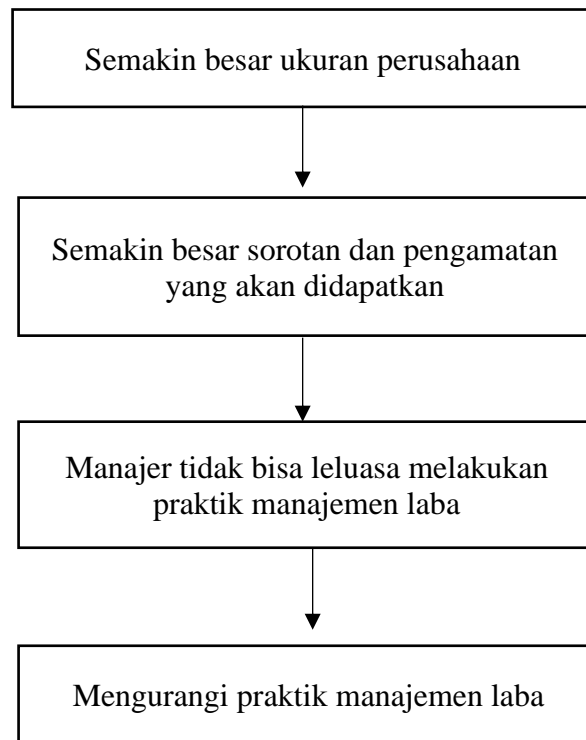 Semakin besar ukuran perusahaan
Semakin besar sorotan dan pengamatan
yang akan didapatkan
Manajer tidak bisa leluasa melakukan
praktik manajemen laba
Mengurangi praktik manajemen laba